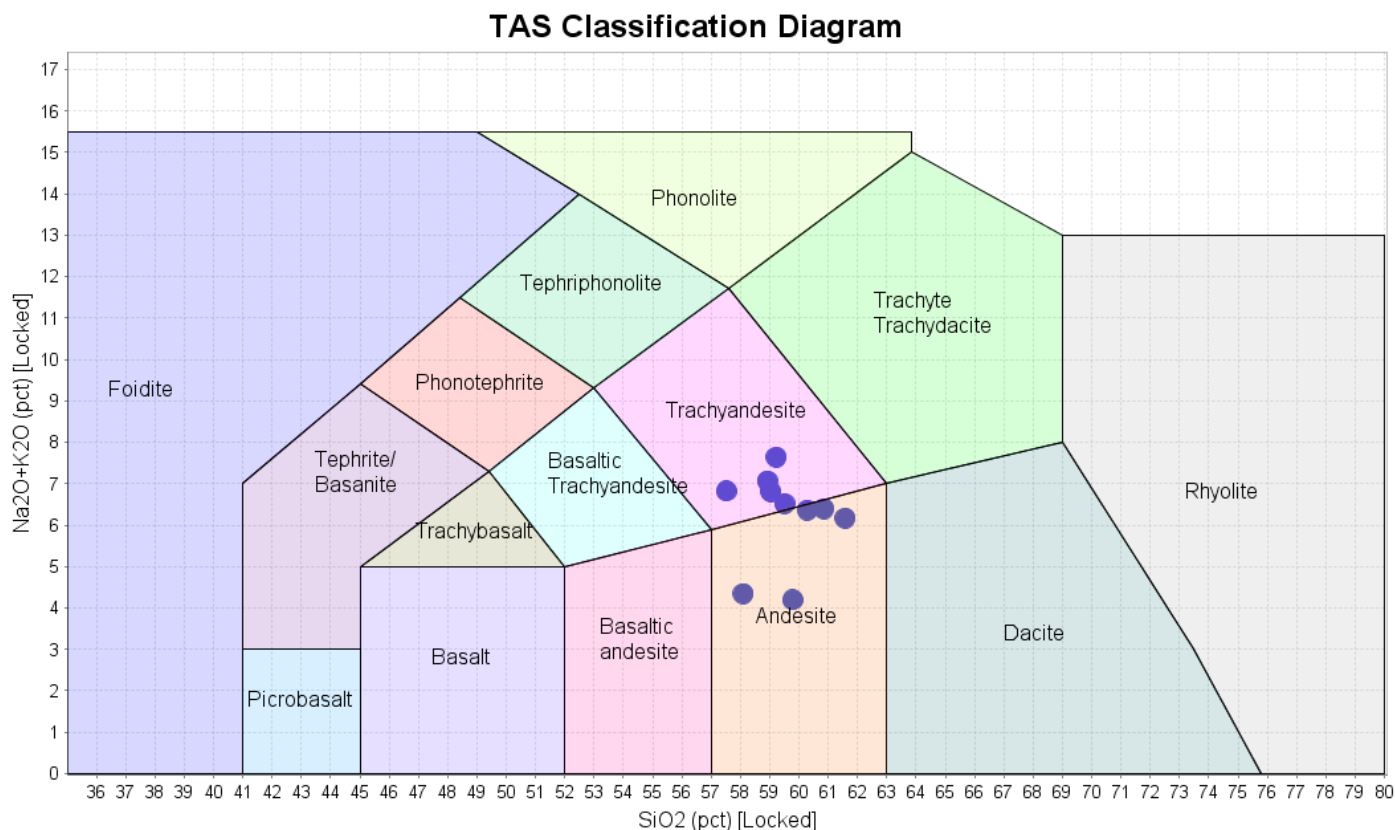 TAS Classification Diagram
Na2O+K2O (pct) [Locked]
17
16
15
14
13
12
11
10
9
8
7
6
5
4
3
2
1
0
Phonolite
Tephriphonolite
Trachyte
Trachydacite
Foidite
Phonotephrite
Trachyandesite
Tephrite/
Basanite
Basaltic
Trachyandesite
Rhyolite
Trachybasalt
Andesite
Basaltic
andesite
Dacite
Basalt
Picrobasalt
36 37 38 39 40 41 42 43 44 45 46 47 48 49 50 51 52 53 54 55 56 57 58 59 60 61 62 63 64 65 66 67 68 69 70 71 72 73 74 75 76 77 78 79 80
SiO2 (pct) [Locked]